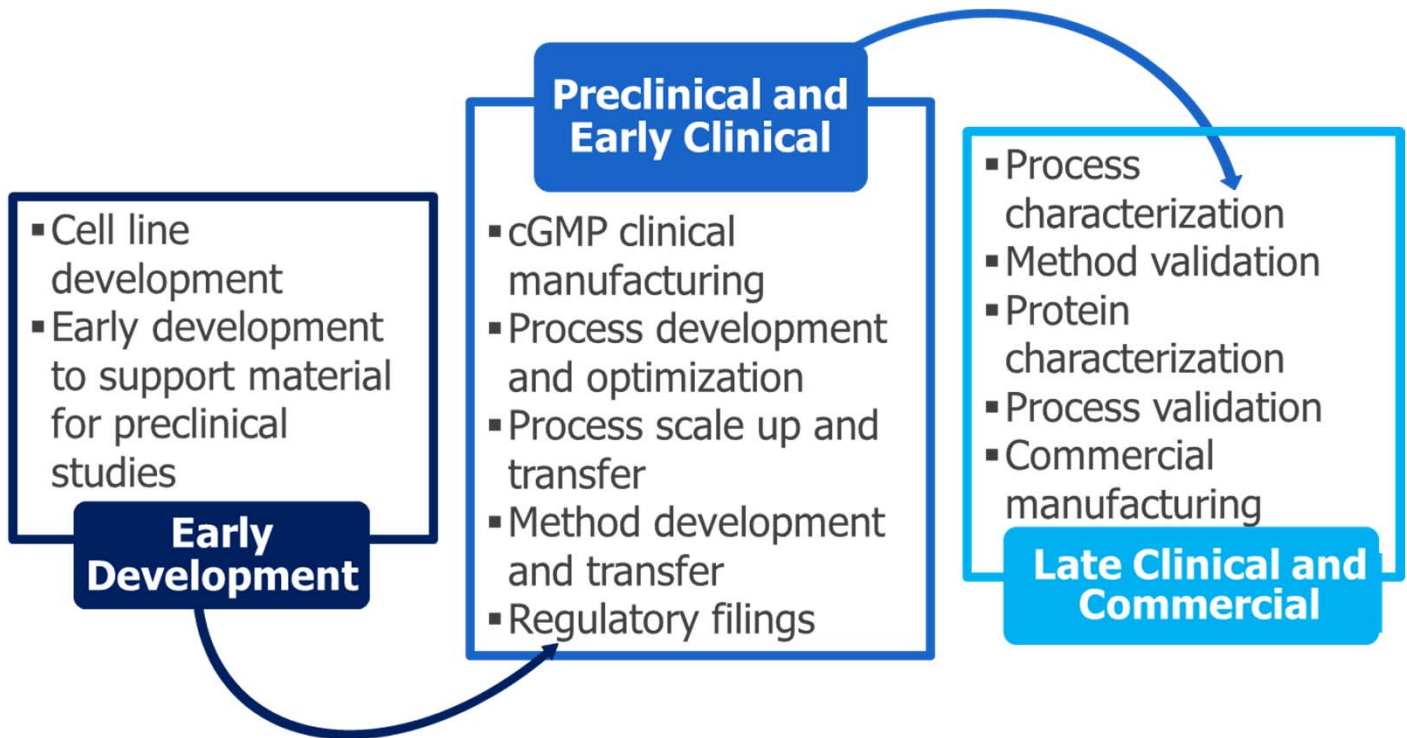 ▪Cell line
development
▪Early development
to support material
for preclinical
studies
Early
Development
Preclinical and
Early Clinical
▪cGMP clinical
manufacturing
▪Process development
and optimization
▪Process scale up and
transfer
▪Method development
and transfer
▪Regulatory filings
▪Process
characterization
▪Method validation
▪Protein
characterization
▪Process validation
▪Commercial
manufacturing
Late Clinical and
Commercial